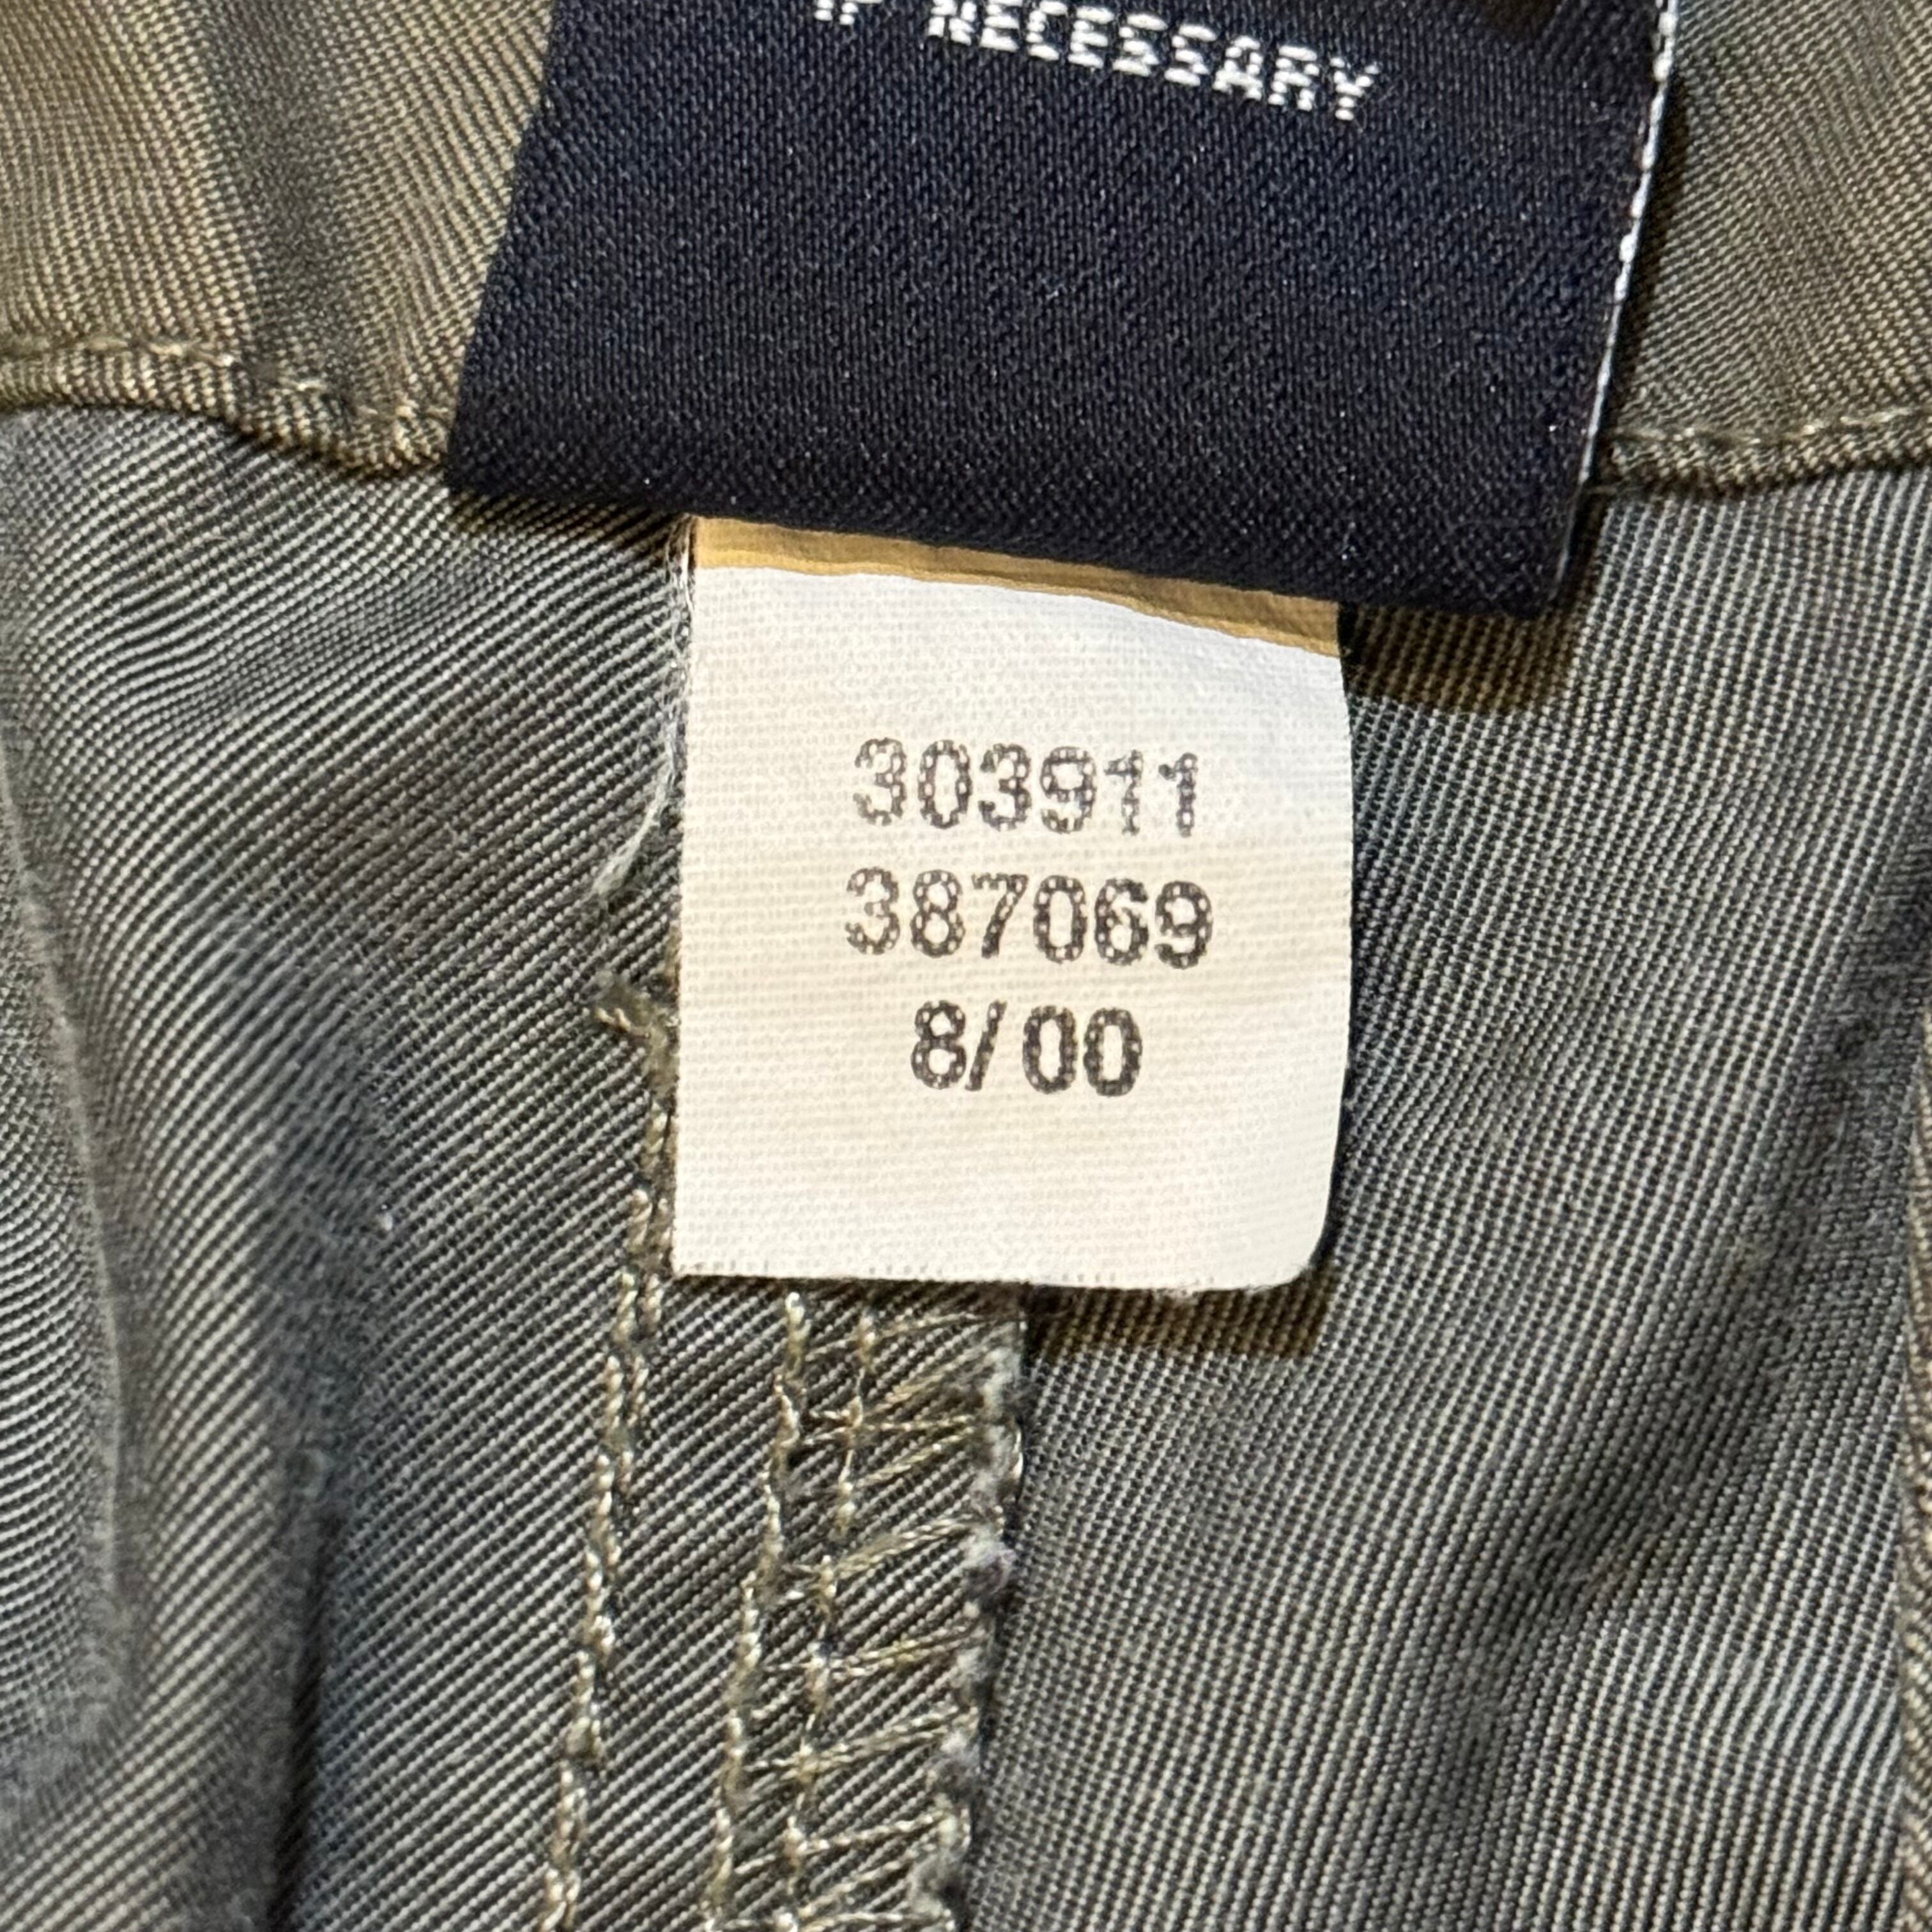 IF NECESSARY
303911
387069
8/00